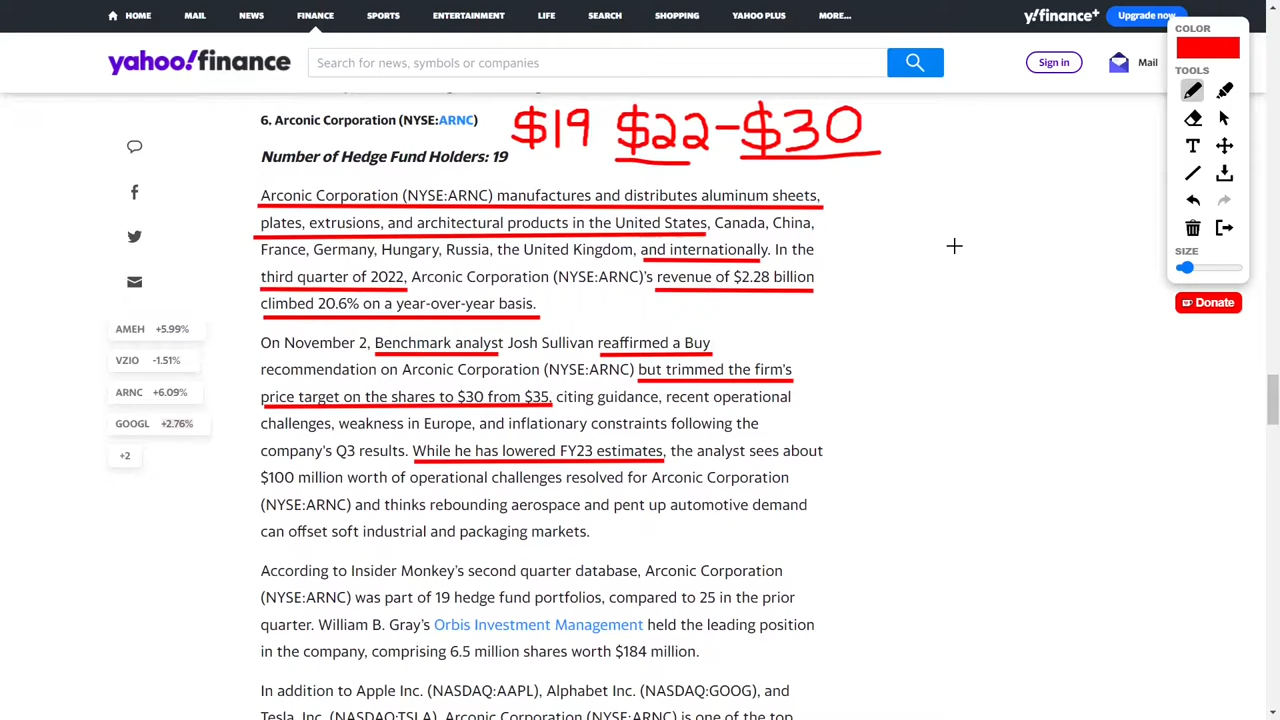 HOME MAIL NEWS FINANCE SPORTS ENTERTAINMENT LIFE SEARCH SHOPPING YAHOO PLUS MORE... y!finance+ Upgrade now
COLOR
yahoo!finance Search for news, symbols or companies Sign in Mail
TOOLS
6. Arconic Corporation (NYSE:ARNC) $19 $22-$30
Number of Hedge Fund Holders: 19
Arconic Corporation (NYSE:ARNC) manufactures and distributes aluminum sheets,
plates, extrusions, and architectural products in the United States, Canada, China,
France, Germany, Hungary, Russia, the United Kingdom, and internationally. In the
third quarter of 2022, Arconic Corporation (NYSE:ARNC)'s revenue of $2.28 billion
climbed 20.6% on a year-over-year basis.
SIZE
Donate
AMEH +5.99%
VZIO -1.51%
ARNC +6.09%
GOOGL +2.76%
+2
On November 2, Benchmark analyst Josh Sullivan reaffirmed a Buy
recommendation on Arconic Corporation (NYSE:ARNC) but trimmed the firm's
price target on the shares to $30 from $35, citing guidance, recent operational
challenges, weakness in Europe, and inflationary constraints following the
company's Q3 results. While he has lowered FY23 estimates, the analyst sees about
$100 million worth of operational challenges resolved for Arconic Corporation
(NYSE:ARNC) and thinks rebounding aerospace and pent up automotive demand
can offset soft industrial and packaging markets.
According to Insider Monkey's second quarter database, Arconic Corporation
(NYSE:ARNC) was part of 19 hedge fund portfolios, compared to 25 in the prior
quarter. William B. Gray's Orbis Investment Management held the leading position
in the company, comprising 6.5 million shares worth $184 million.
In addition to Apple Inc. (NASDAQ:AAPL), Alphabet Inc. (NASDAQ:GOOG), and
Tesla, Inc. (NASDAQ:TSLA), Arconic Corporation (NYSE:ARNC) is one of the top